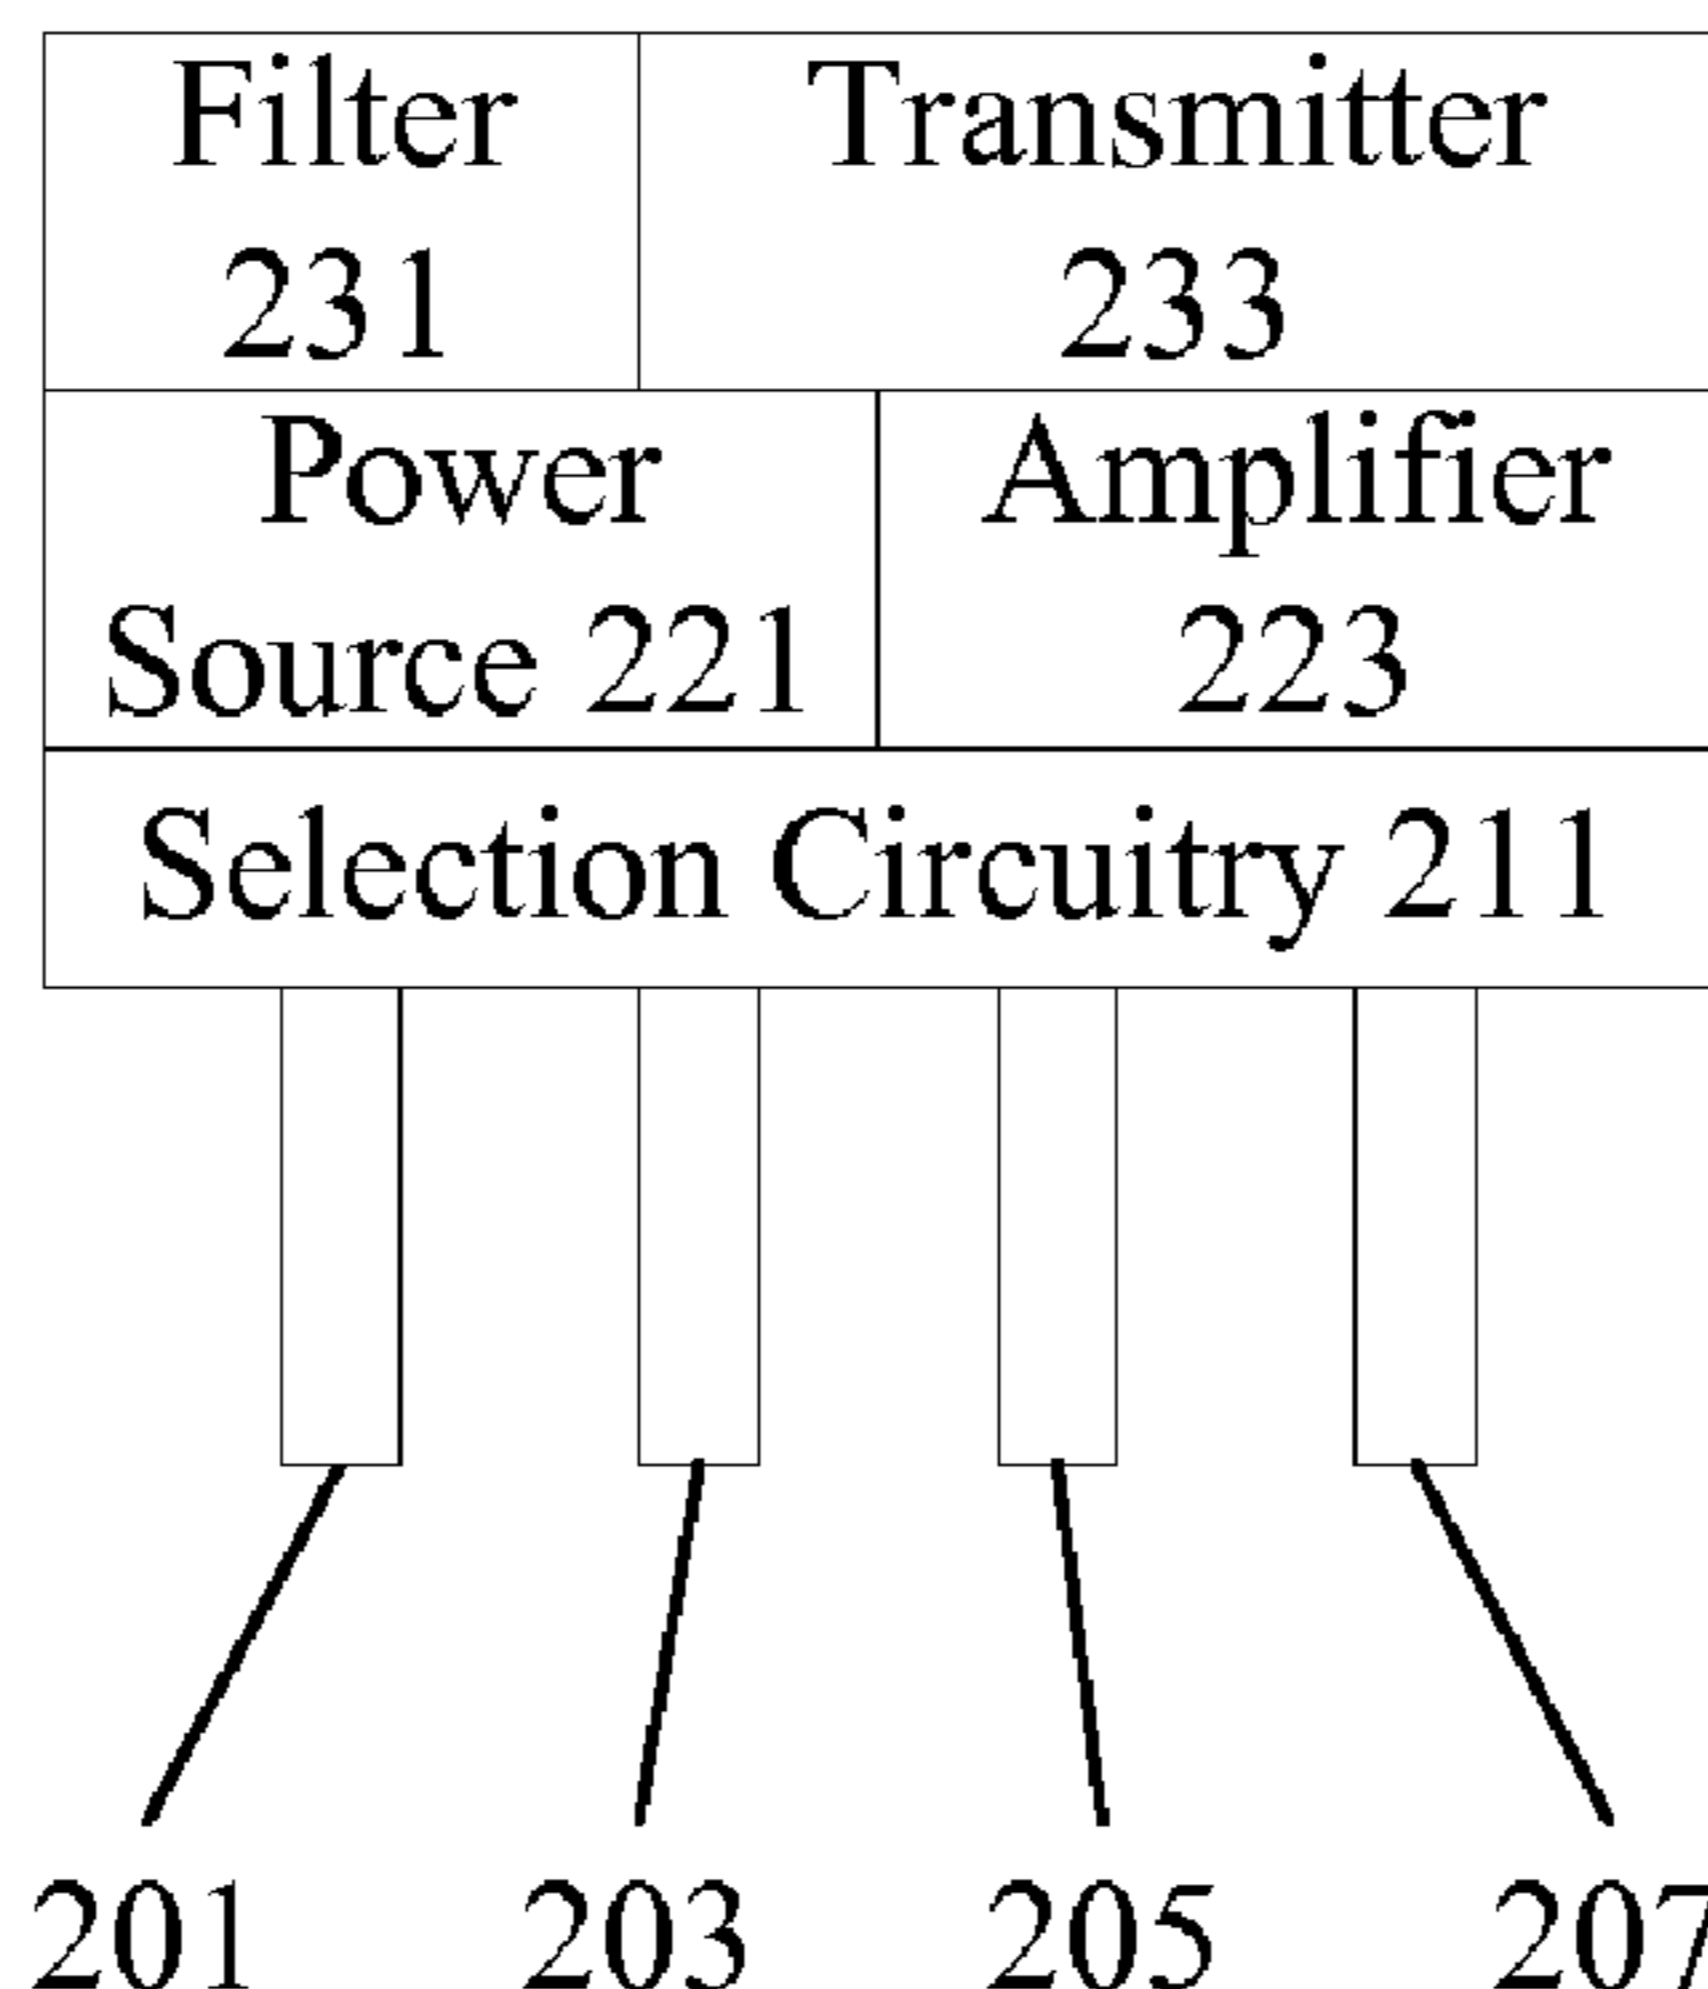 Filter
231
Transmitter
233
Power
Source 221
Amplifier
223
Selection Circuitry 211
201
203
205
207